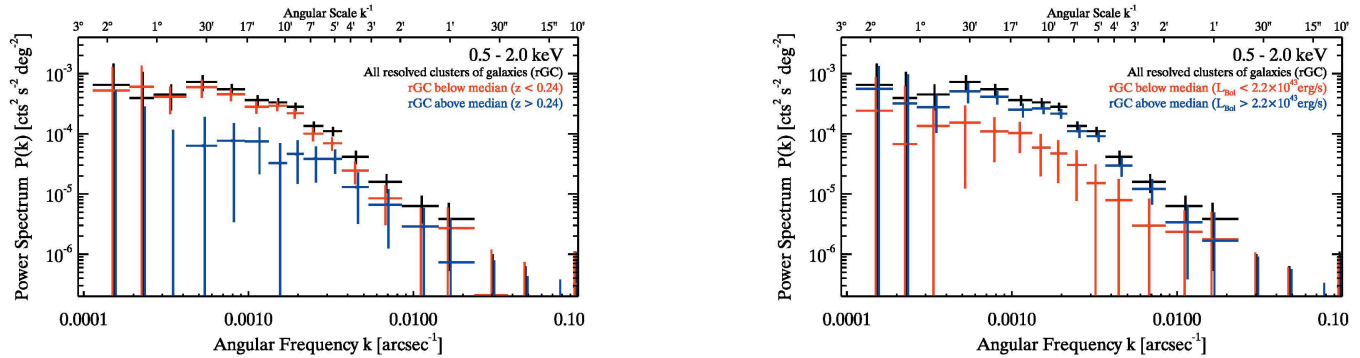 Angular Scale k⁻¹
3° 2° 1° 30' 17' 10' 7' 5' 4' 3' 2' 1' 30'' 15''
0.5 - 2.0 keV
All resolved clusters of galaxies (rGC)
rGC below median (z < 0.24)
rGC above median (z > 0.24)
Power Spectrum P(k) [cts² s⁻² deg⁻²]
10⁻³
10⁻⁴
10⁻⁵
10⁻⁶
0.0001 0.0010 0.0100 0.10
Angular Frequency k [arcsec⁻¹]
Angular Scale k⁻¹
3° 2° 1° 30' 17' 10' 7' 5' 4' 3' 2' 1' 30'' 15''
0.5 - 2.0 keV
All resolved clusters of galaxies (rGC)
rGC below median (L_Bol < 2.2×10⁴³ erg/s)
rGC above median (L_Bol > 2.2×10⁴³ erg/s)
Power Spectrum P(k) [cts² s⁻² deg⁻²]
10⁻³
10⁻⁴
10⁻⁵
10⁻⁶
0.0001 0.0010 0.0100 0.10
Angular Frequency k [arcsec⁻¹]